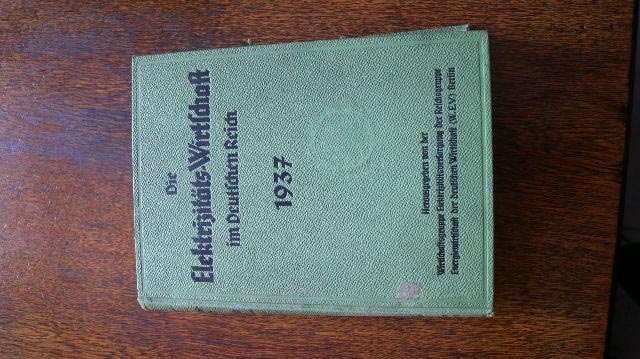 Die
Elektrizitäts-Wirtschaft
im Deutschen Reich
1937
Herausgegeben von der
Wirtschaftsgruppe Elektrizitätsversorgung der Reichsgruppe
Energiewirtschaft der deutschen Wirtschaft (W. E. V.) Berlin